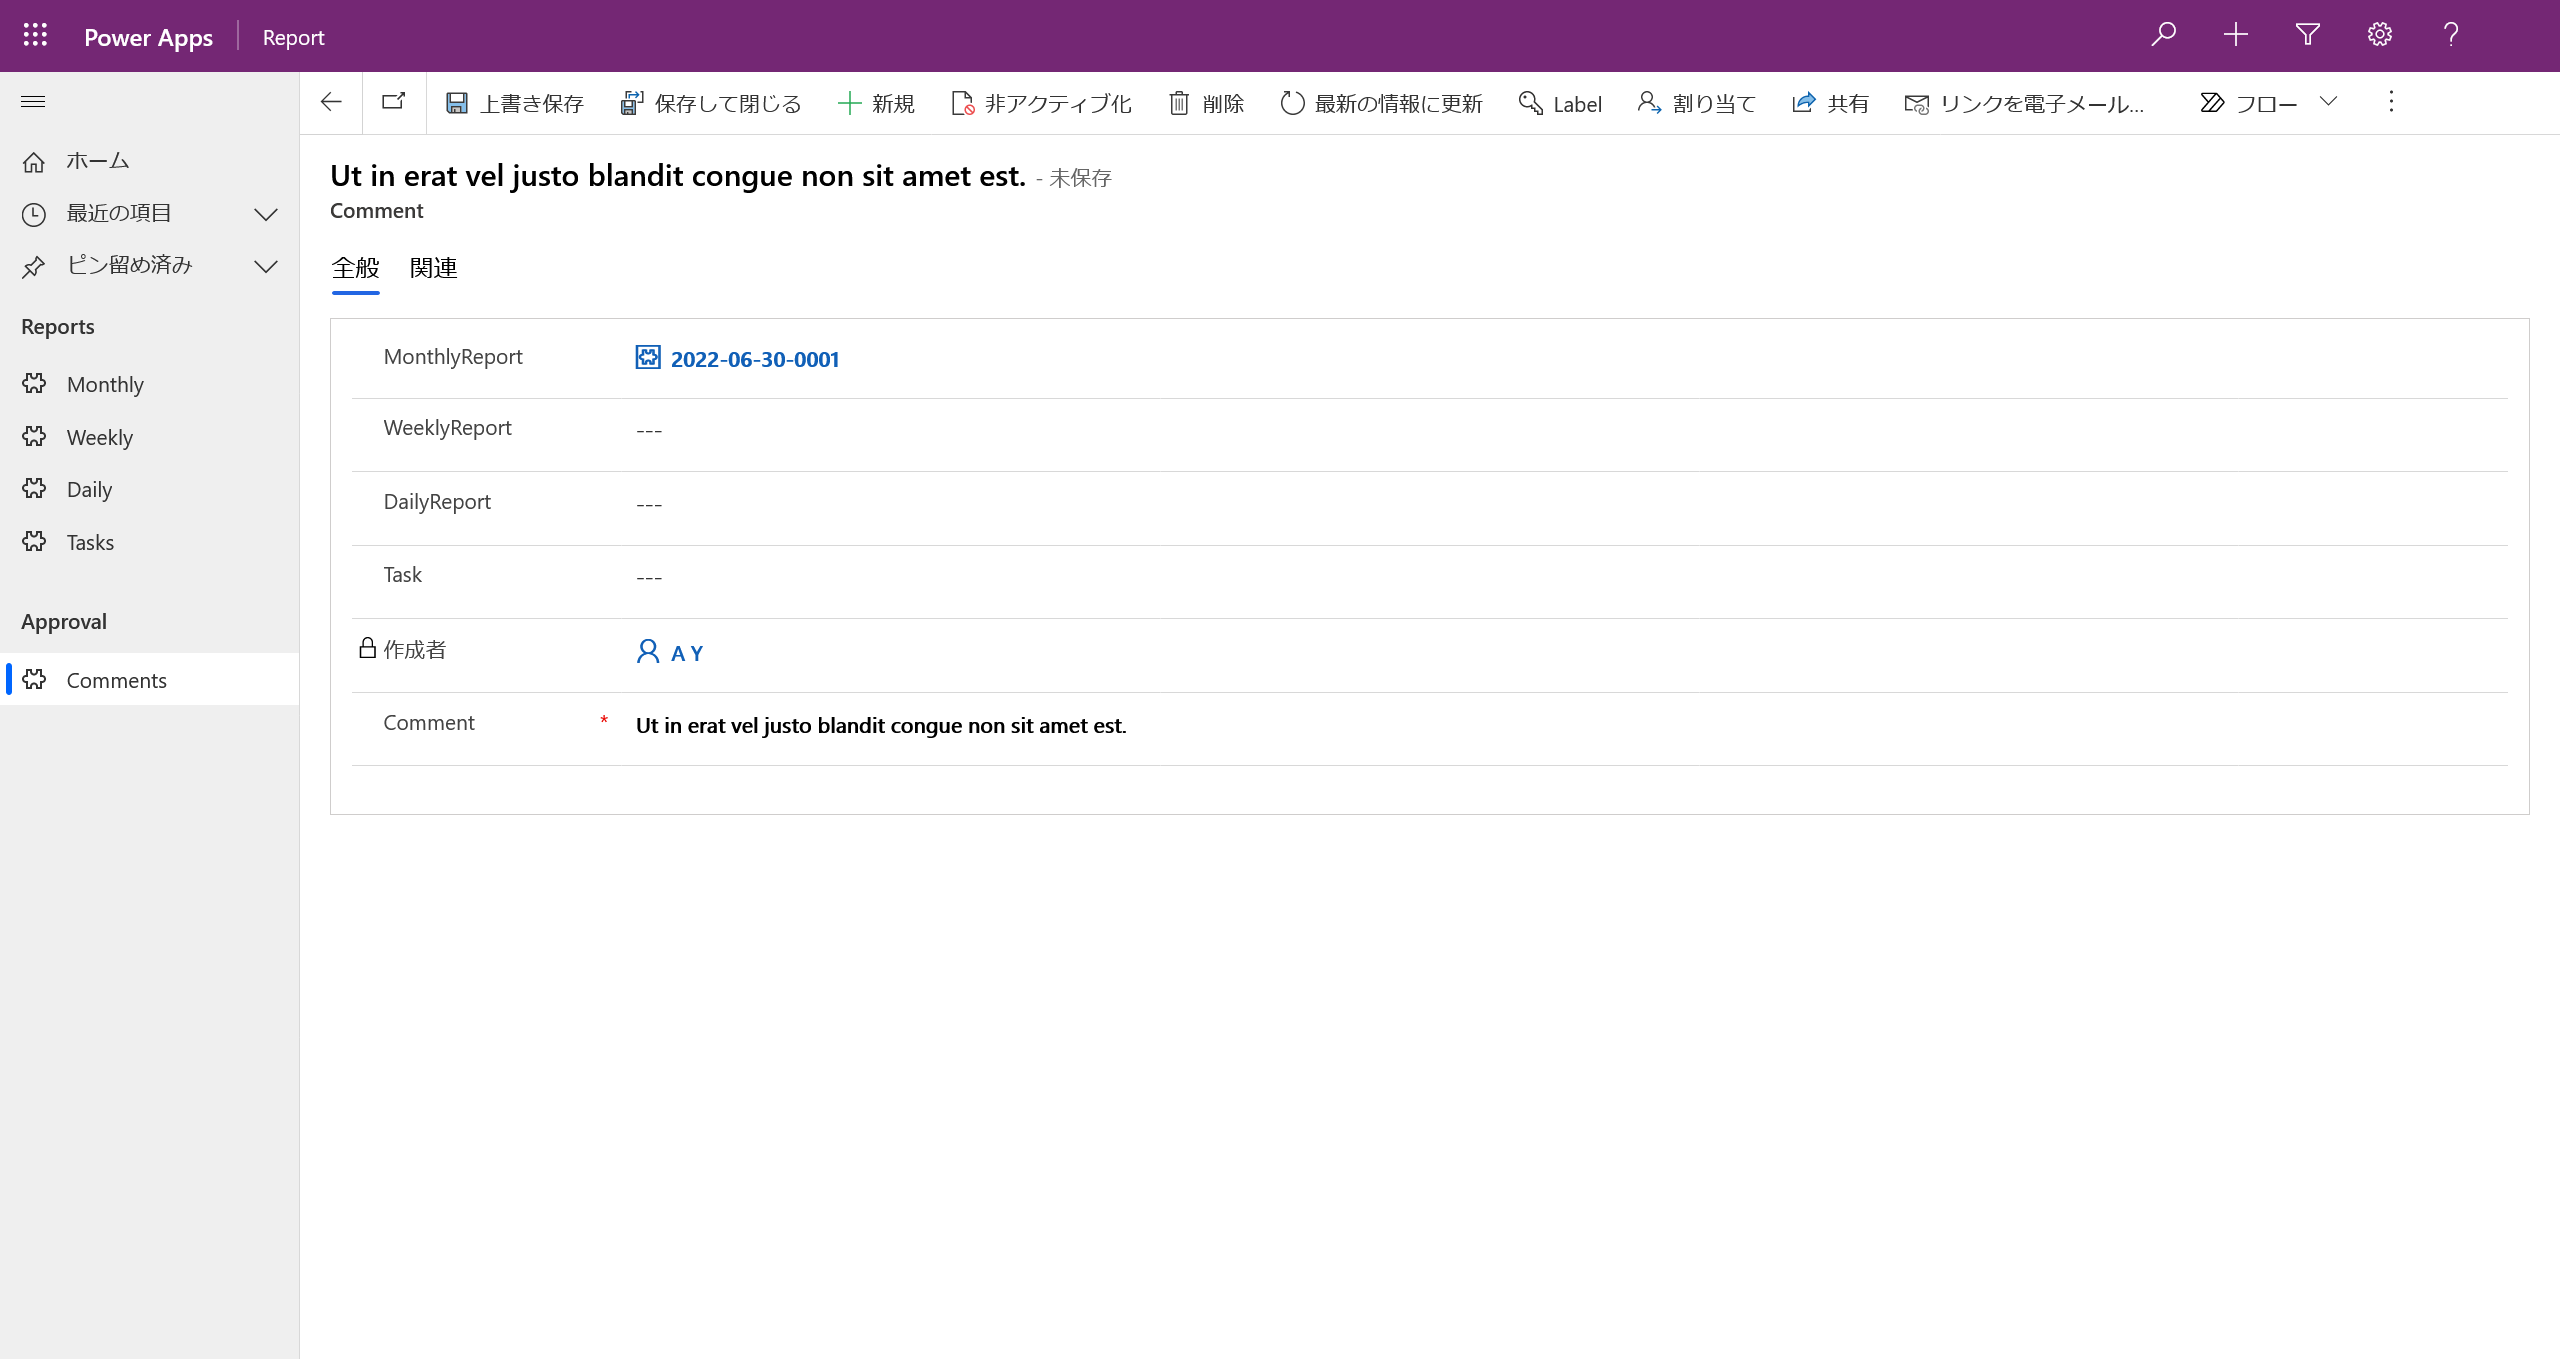 Power Apps Report
上書き保存 保存して閉じる 新規 非アクティブ化 削除 最新の情報に更新 Label 割り当て 共有 リンクを電子メール... フロー
ホーム
最近の項目
ピン留め済み
Reports
Monthly
Weekly
Daily
Tasks
Approval
Comments
Ut in erat vel justo blandit congue non sit amet est. - 未保存
Comment
全般 関連
MonthlyReport 2022-06-30-0001
WeeklyReport ---
DailyReport ---
Task ---
作成者 A Y
Comment * Ut in erat vel justo blandit congue non sit amet est.